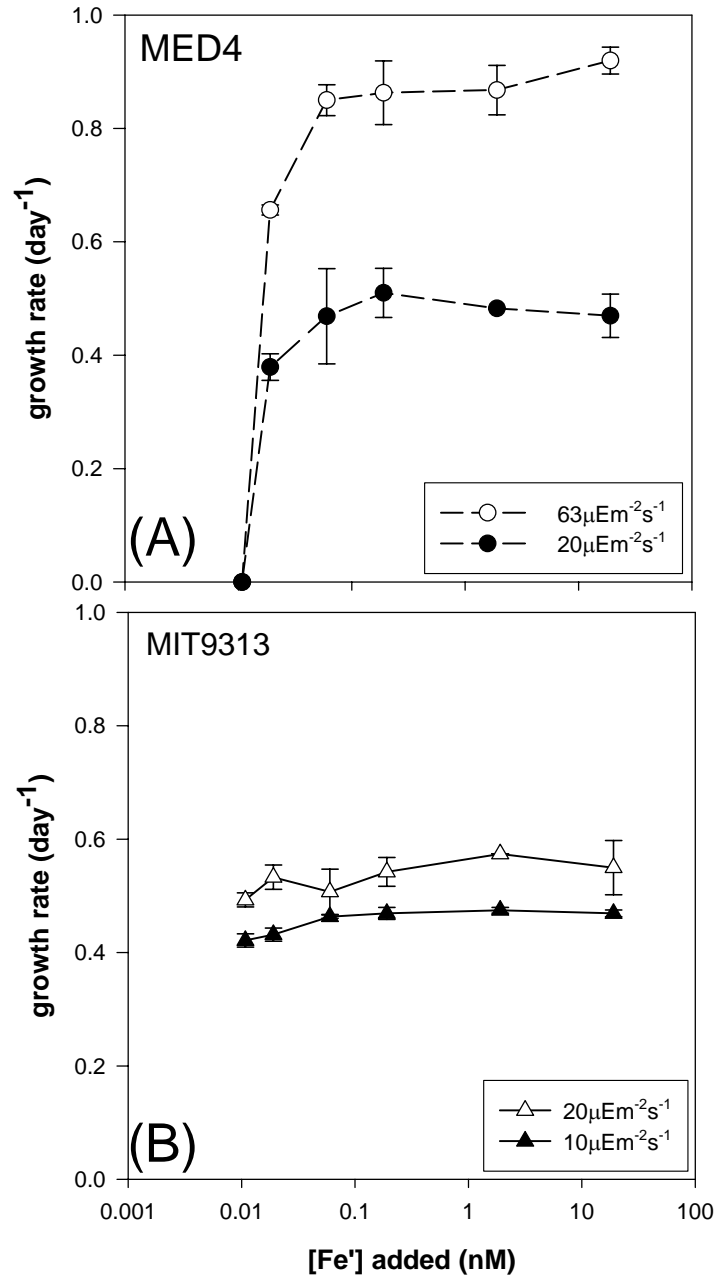 1.0
MED4
0.8
0.6
0.4
0.2
0.0
growth rate (day⁻¹)
(A)
63μEm⁻²s⁻¹
20μEm⁻²s⁻¹
1.0
MIT9313
0.8
0.6
0.4
0.2
0.0
growth rate (day⁻¹)
(B)
20μEm⁻²s⁻¹
10μEm⁻²s⁻¹
0.001 0.01 0.1 1 10 100
[Fe'] added (nM)